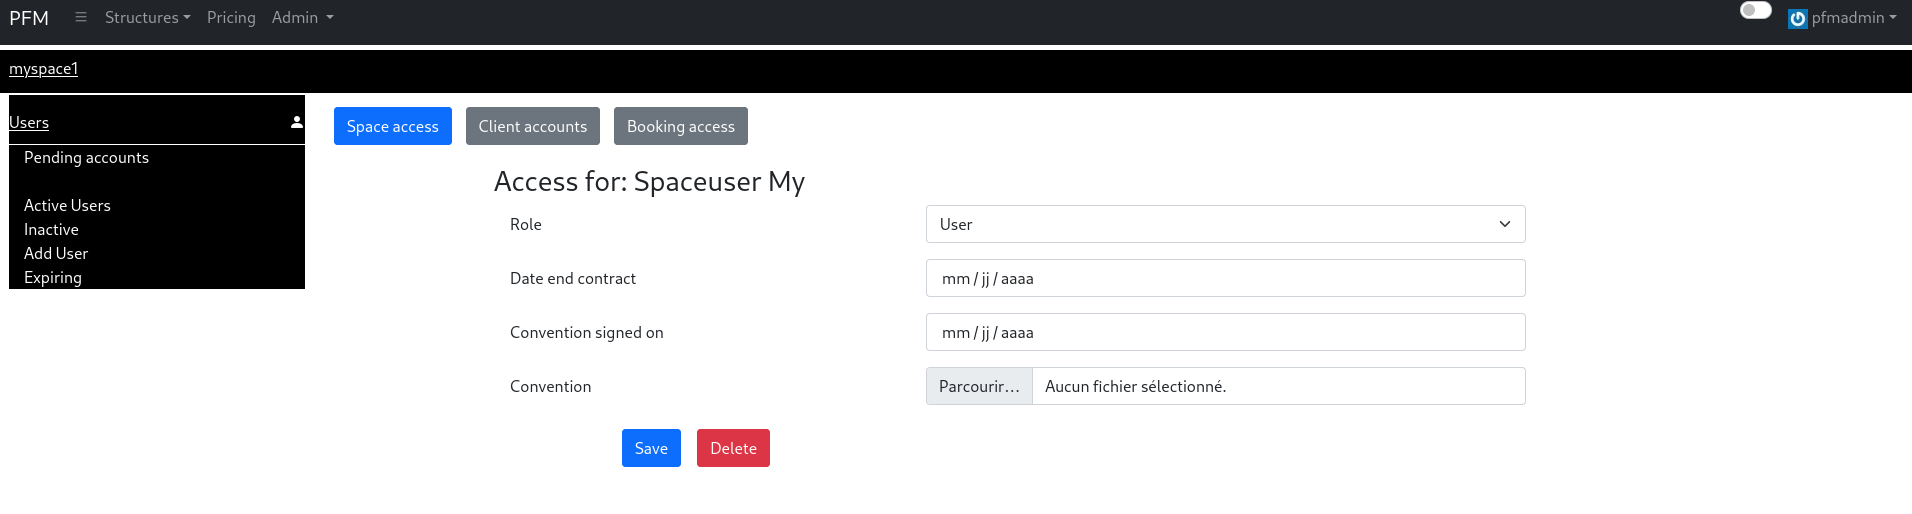 PFM Structures Pricing Admin pfmadmin
myspace1
Users
Pending accounts
Active Users
Inactive
Add User
Expiring
Space access Client accounts Booking access
Access for: Spaceuser My
Role User
Date end contract mm / jj / aaaa
Convention signed on mm / jj / aaaa
Convention Parcourir... Aucun fichier sélectionné.
Save Delete